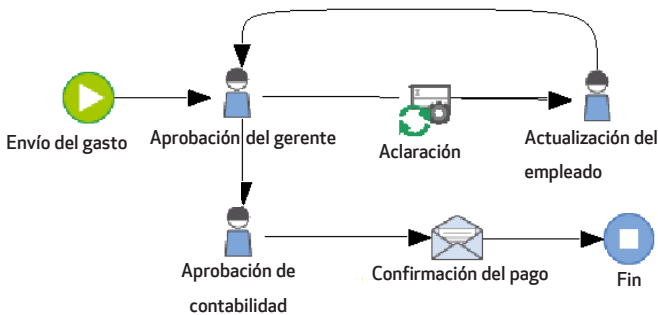 Envío del gasto
Aprobación del gerente
Aclaración
Actualización del
empleado
Aprobación de
contabilidad
Confirmación del pago
Fin